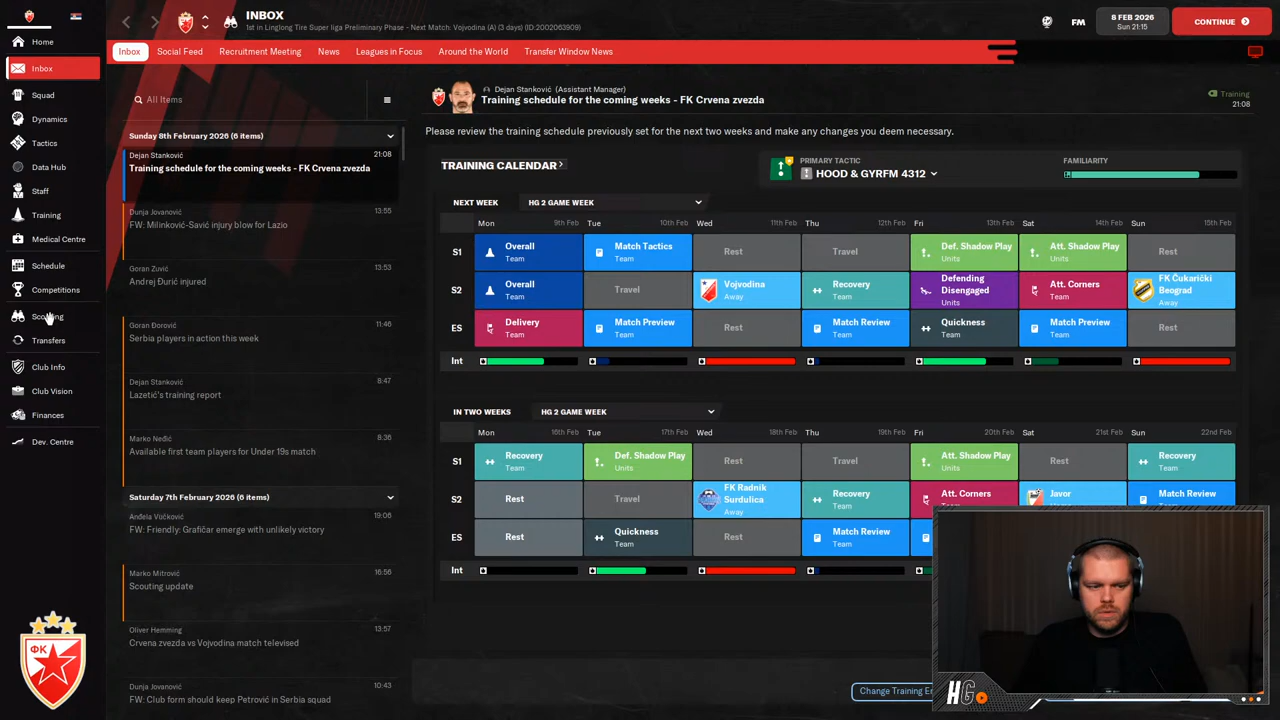 INBOX
1st in Linglong Tire Super liga Preliminary Phase - Next Match: Vojvodina (A) (3 days) (ID:2002063909)
FM
8 FEB 2026
Sun 21:15
CONTINUE
Home
Inbox
Squad
Dynamics
Tactics
Data Hub
Staff
Training
Medical Centre
Schedule
Competitions
Scouting
Transfers
Club Info
Club Vision
Finances
Dev. Centre
Inbox
Social Feed
Recruitment Meeting
News
Leagues in Focus
Around the World
Transfer Window News
All Items
Sunday 8th February 2026 (6 items)
Dejan Stanković 21:08
Training schedule for the coming weeks - FK Crvena zvezda
Dunja Jovanović 13:55
FW: Milinković-Savić injury blow for Lazio
Goran Zuvić 13:53
Andrej Đurić injured
Goran Đorović 11:46
Serbia players in action this week
Dejan Stanković 8:47
Lazetić's training report
Marko Nedić 8:36
Available first team players for Under 19s match
Saturday 7th February 2026 (6 items)
Anđela Vučković 19:06
FW: Friendly: Grafičar emerge with unlikely victory
Marko Mitrović 16:56
Scouting update
Oliver Hemming 13:57
Crvena zvezda vs Vojvodina match televised
Dunja Jovanović 10:43
FW: Club form should keep Petrović in Serbia squad
Dejan Stanković (Assistant Manager)
Training schedule for the coming weeks - FK Crvena zvezda
Training
21:08
Please review the training schedule previously set for the next two weeks and make any changes you deem necessary.
TRAINING CALENDAR
PRIMARY TACTIC
HOOD & GYRFM 4312
FAMILIARITY
NEXT WEEK HG 2 GAME WEEK
Mon 9th Feb Tue 10th Feb Wed 11th Feb Thu 12th Feb Fri 13th Feb Sat 14th Feb Sun 15th Feb
S1
Overall
Team
Match Tactics
Team
Rest
Travel
Def. Shadow Play
Units
Att. Shadow Play
Units
Rest
S2
Overall
Team
Travel
Vojvodina
Away
Recovery
Team
Defending
Disengaged
Units
Att. Corners
Team
FK Čukarički
Beograd
Away
ES
Delivery
Team
Match Preview
Team
Rest
Match Review
Team
Quickness
Team
Match Preview
Team
Rest
Int
IN TWO WEEKS HG 2 GAME WEEK
Mon 16th Feb Tue 17th Feb Wed 18th Feb Thu 19th Feb Fri 20th Feb Sat 21st Feb Sun 22nd Feb
S1
Recovery
Team
Def. Shadow Play
Units
Rest
Travel
Att. Shadow Play
Units
Rest
Recovery
Team
S2
Rest
Travel
FK Radnik
Surdulica
Away
Recovery
Team
Att. Corners
Javor
Match Review
ES
Rest
Quickness
Team
Rest
Match Review
Team
Int
Change Training
HG
ФК